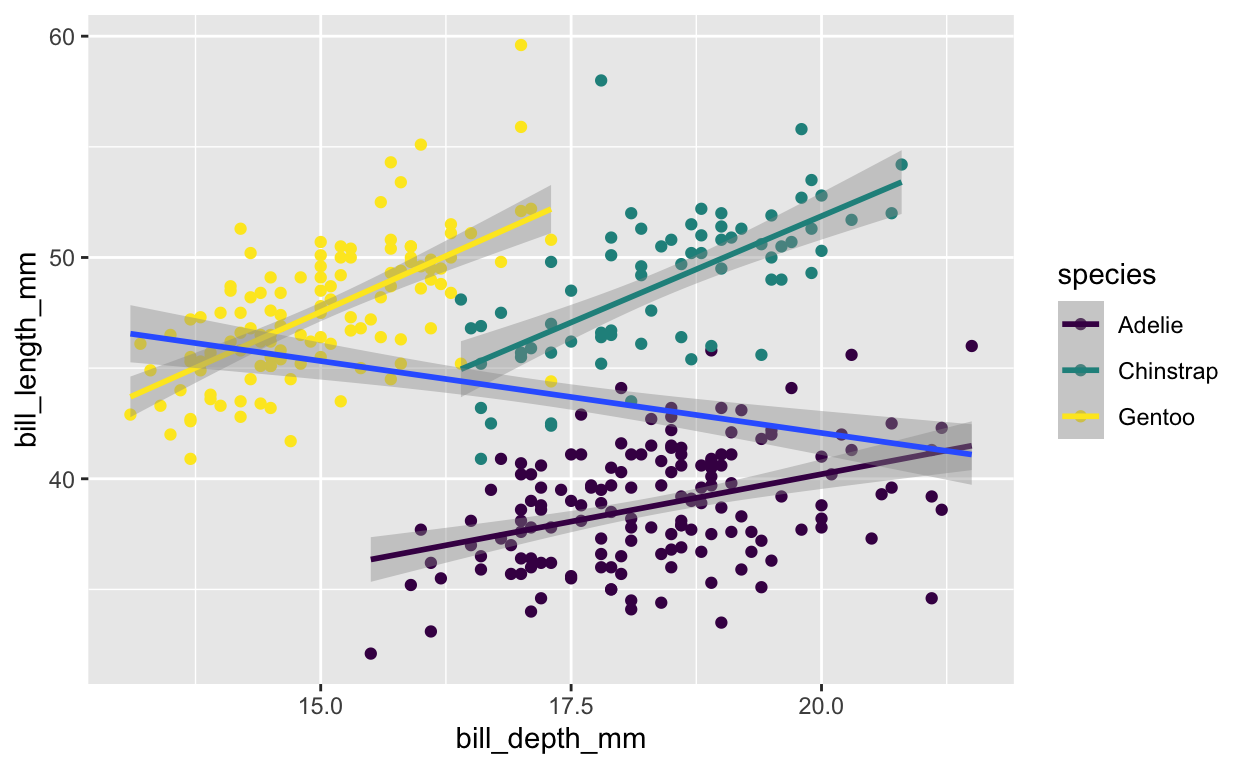 60
50
40
bill_length_mm
15.0
17.5
20.0
bill_depth_mm
species
Adelie
Chinstrap
Gentoo